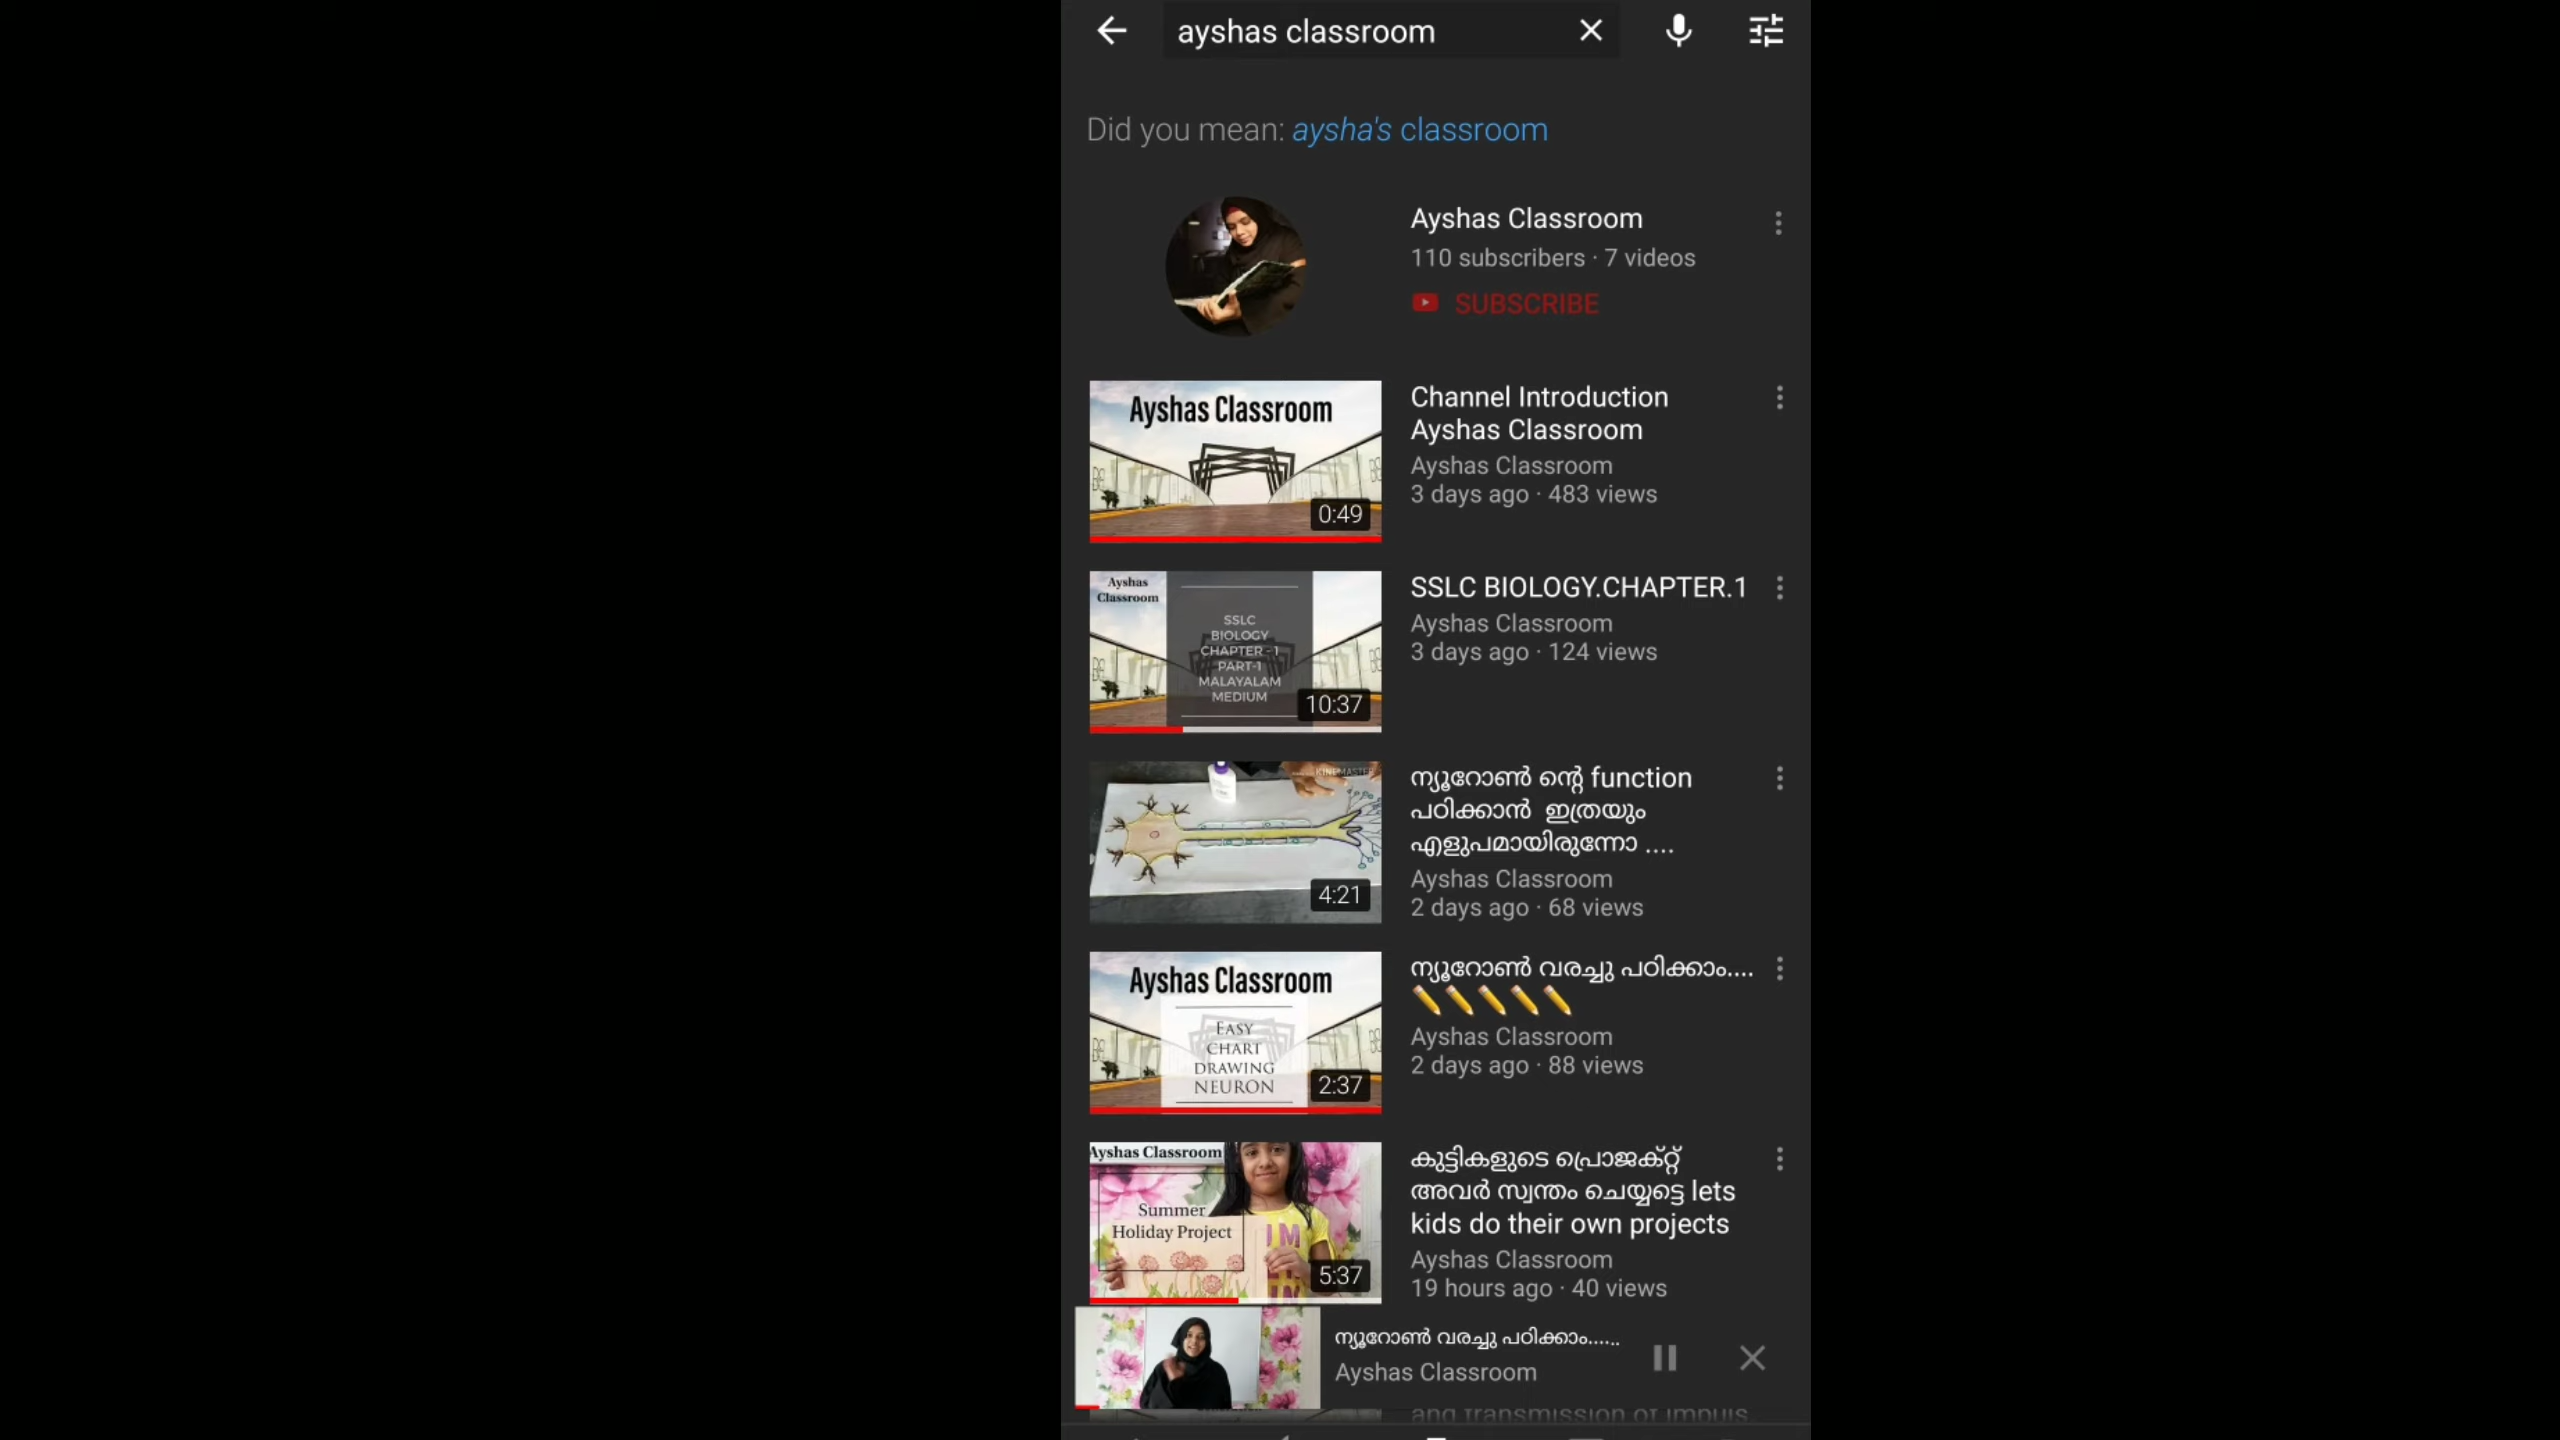 ayshas classroom
Did you mean: aysha's classroom
Ayshas Classroom
110 subscribers · 7 videos
SUBSCRIBE
Ayshas Classroom
0:49
Channel Introduction
Ayshas Classroom
Ayshas Classroom
3 days ago · 483 views
Ayshas
Classroom
SSLC
BIOLOGY
CHAPTER - 1
PART-1
MALAYALAM
MEDIUM
10:37
SSLC BIOLOGY.CHAPTER.1
Ayshas Classroom
3 days ago · 124 views
KINEMASTER
4:21
ന്യൂറോൺ ന്റെ function
പഠിക്കാൻ ഇത്രയും
എളുപമായിരുന്നോ ....
Ayshas Classroom
2 days ago · 68 views
Ayshas Classroom
EASY
CHART
DRAWING
NEURON
2:37
ന്യൂറോൺ വരച്ചു പഠിക്കാം....
✏️✏️✏️✏️✏️
Ayshas Classroom
2 days ago · 88 views
Ayshas Classroom
Summer
Holiday Project
5:37
കുട്ടികളുടെ പ്രൊജക്റ്റ്
അവർ സ്വന്തം ചെയ്യട്ടെ lets
kids do their own projects
Ayshas Classroom
19 hours ago · 40 views
ന്യൂറോൺ വരച്ചു പഠിക്കാം......
Ayshas Classroom
and transmission of impuls